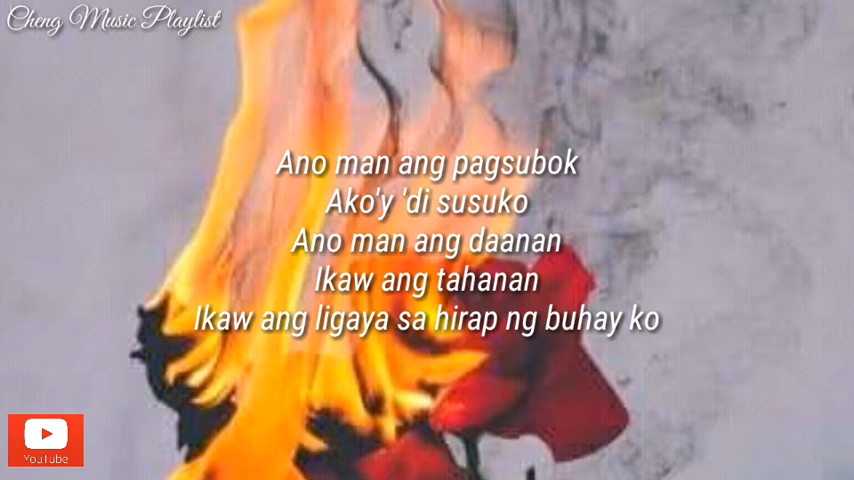 Cheng Music Playlist
Ano man ang pagsubok
Ako'y 'di susuko
Ano man ang daanan
Ikaw ang tahanan
Ikaw ang ligaya sa hirap ng buhay ko
YouTube